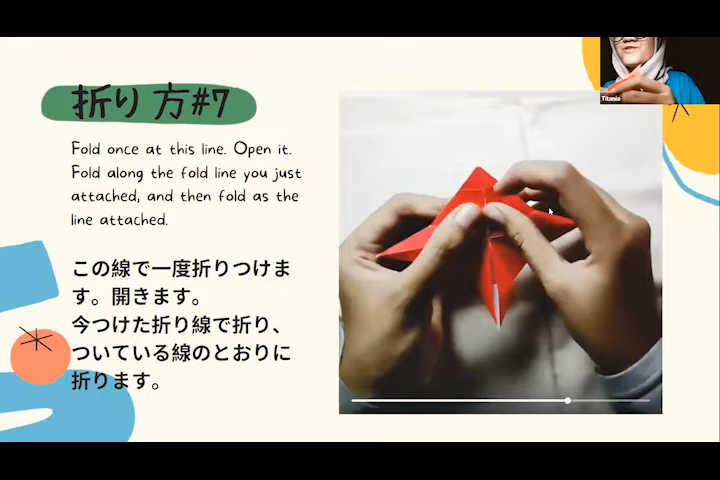 折り方#7
Fold once at this line. Open it.
Fold along the fold line you just
attached, and then fold as the
line attached.
この線で一度折りつけま
す。開きます。
今つけた折り線で折り、
ついている線のとおりに
折ります。
Titania